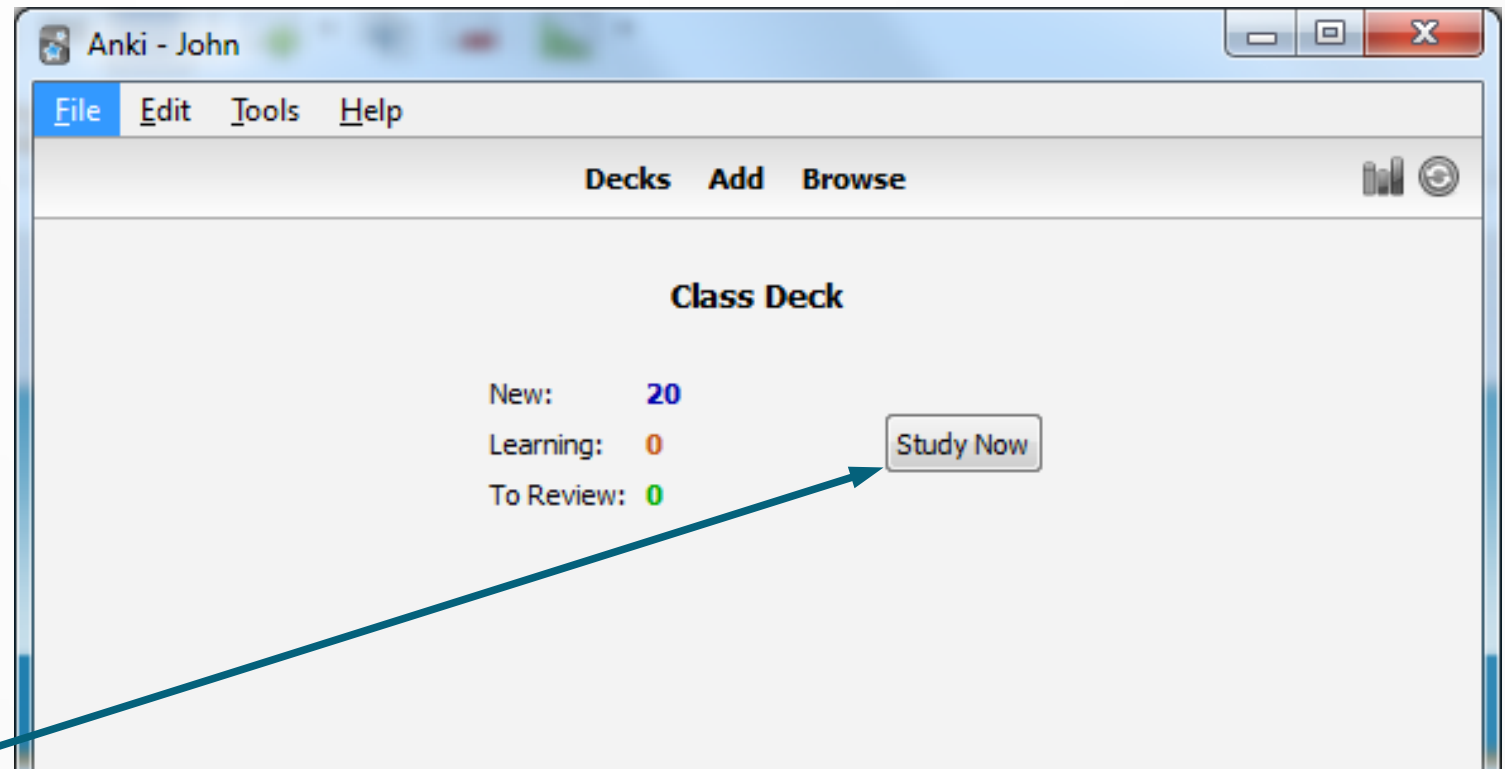 Anki - John
File Edit Tools Help
Decks Add Browse
Class Deck
New: 20
Learning: 0
Study Now
To Review: 0